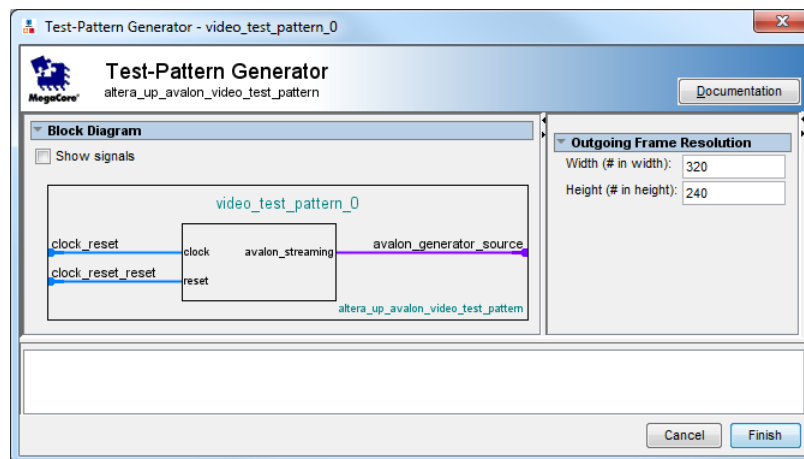 Test-Pattern Generator - video_test_pattern_0
Test-Pattern Generator
altera_up_avalon_video_test_pattern
MegaCore'
Documentation
Block Diagram
Show signals
video_test_pattern_0
clock_reset
clock
avalon_streaming
avalon_generator_source
clock_reset_reset
reset
altera_up_avalon_video_test_pattern
Outgoing Frame Resolution
Width (# in width): 320
Height (# in height): 240
Cancel
Finish